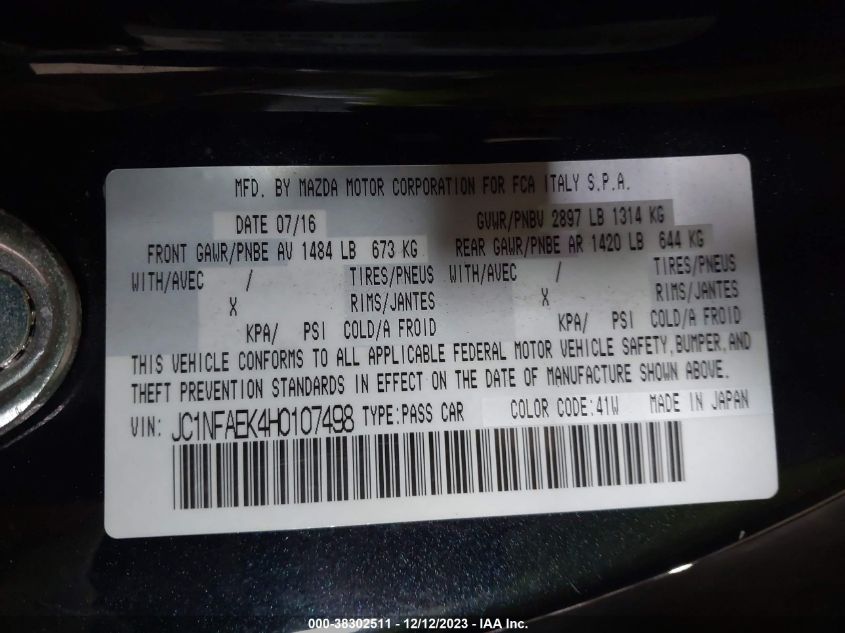 MFD. BY MAZDA MOTOR CORPORATION FOR FCA ITALY S.P.A.
DATE 07/16 GVWR/PNBV 2897 LB 1314 KG
FRONT GAWR/PNBE AV 1484 LB 673 KG REAR GAWR/PNBE AR 1420 LB 644 KG
WITH/AVEC / TIRES/PNEUS WITH/AVEC / TIRES/PNEUS
X RIMS/JANTES X RIMS/JANTES
KPA/ PSI COLD/A FROID KPA/ PSI COLD/A FROID
THIS VEHICLE CONFORMS TO ALL APPLICABLE FEDERAL MOTOR VEHICLE SAFETY, BUMPER, AND
THEFT PREVENTION STANDARDS IN EFFECT ON THE DATE OF MANUFACTURE SHOWN ABOVE.
VIN: JC1NFAEK4H0107498 TYPE:PASS CAR COLOR CODE:41W MADE IN JAPAN
000-38302511 - 12/12/2023 - IAA Inc.